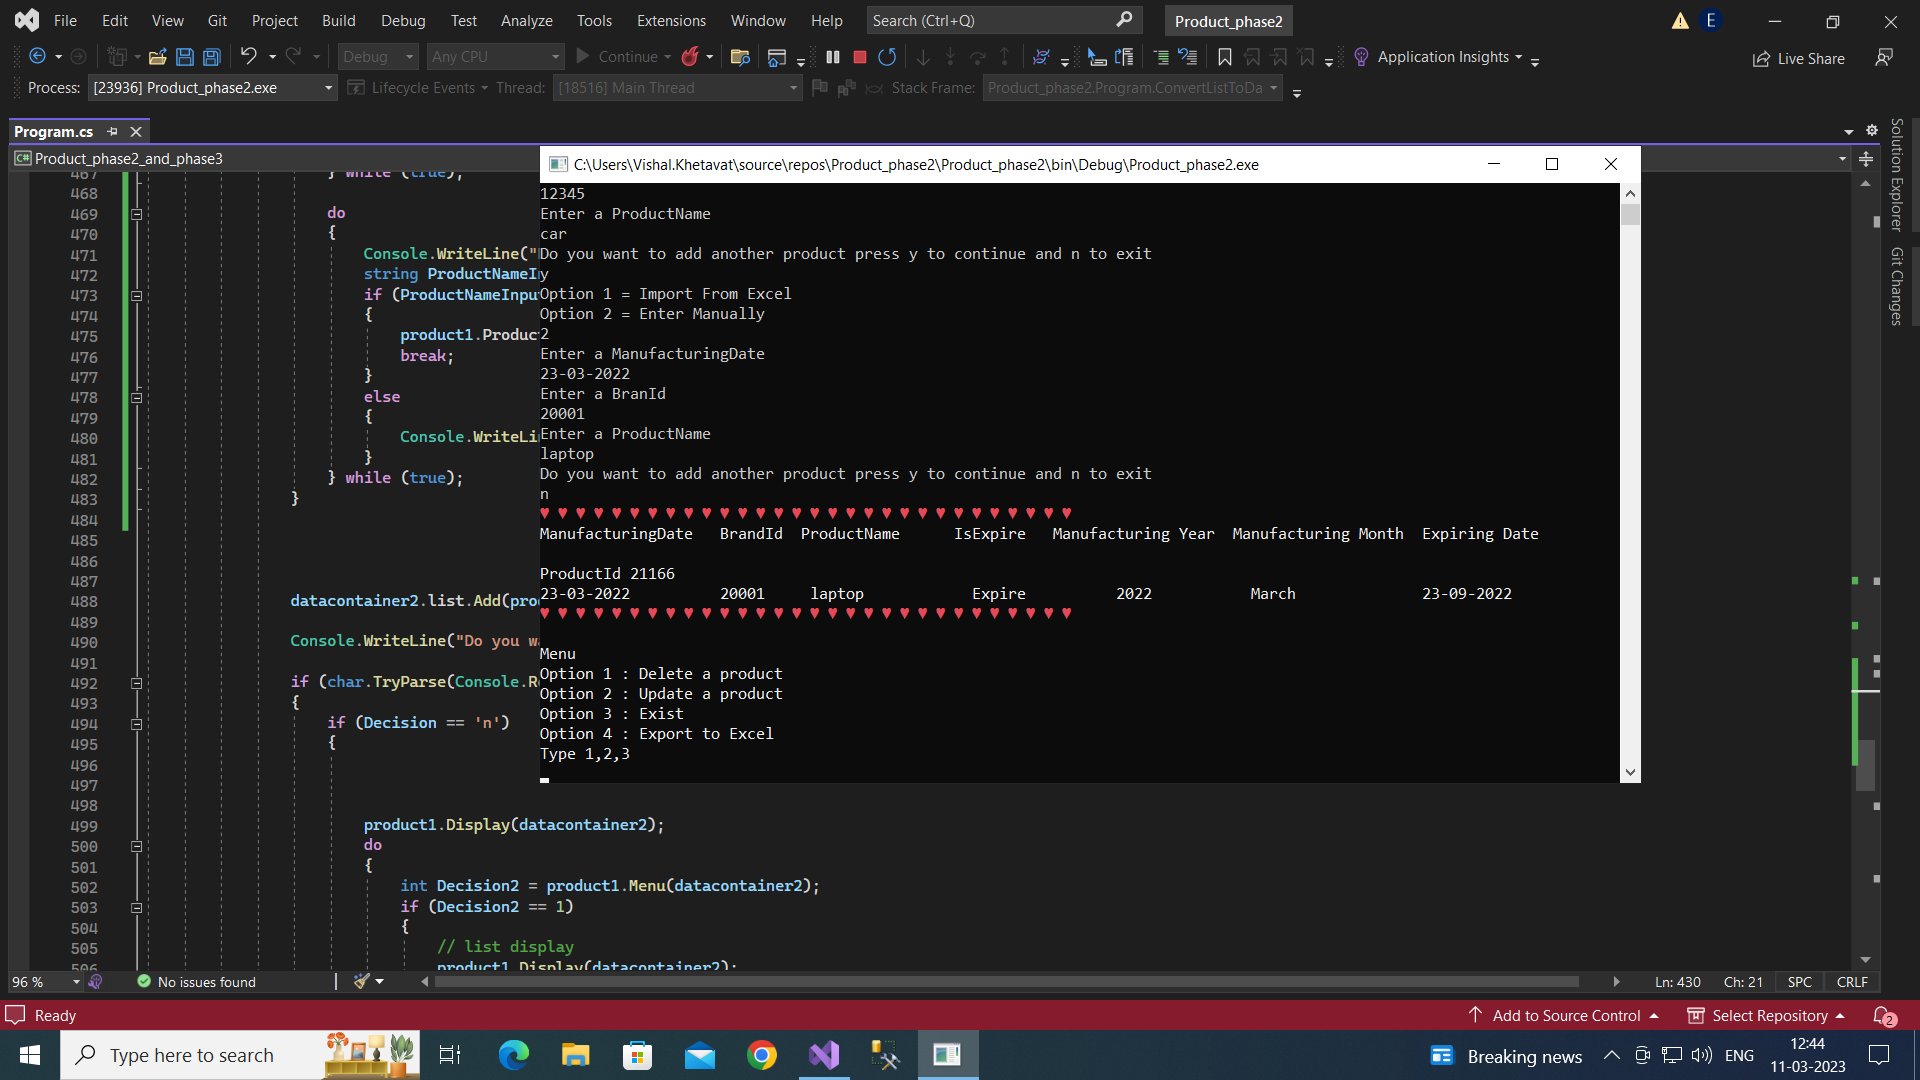 File Edit View Git Project Build Debug Test Analyze Tools Extensions Window Help Search (Ctrl+Q) Product_phase2 E
Debug Any CPU Continue Application Insights Live Share
Process: [23936] Product_phase2.exe Lifecycle Events Thread: [18516] Main Thread Stack Frame: Product_phase2.Program.ConvertListToDa
Program.cs
Product_phase2_and_phase3
C:\Users\Vishal.Khetavat\source\repos\Product_phase2\Product_phase2\bin\Debug\Product_phase2.exe
Solution Explorer
Git Changes
467 } while (true);
468
469 do
470 {
471 Console.WriteLine("
472 string ProductNameIn
473 if (ProductNameInpu
474 {
475 product1.Produc
476 break;
477 }
478 else
479 {
480 Console.WriteLi
481 }
482 } while (true);
483 }
484
485
486
487
488 datacontainer2.list.Add(pro
489
490 Console.WriteLine("Do you w
491
492 if (char.TryParse(Console.R
493 {
494 if (Decision == 'n')
495 {
496
497
498
499 product1.Display(datacontainer2);
500 do
501 {
502 int Decision2 = product1.Menu(datacontainer2);
503 if (Decision2 == 1)
504 {
505 // list display
506 product1.Display(datacontainer2);
12345
Enter a ProductName
car
Do you want to add another product press y to continue and n to exit
y
Option 1 = Import From Excel
Option 2 = Enter Manually
2
Enter a ManufacturingDate
23-03-2022
Enter a BranId
20001
Enter a ProductName
laptop
Do you want to add another product press y to continue and n to exit
n
♥ ♥ ♥ ♥ ♥ ♥ ♥ ♥ ♥ ♥ ♥ ♥ ♥ ♥ ♥ ♥ ♥ ♥ ♥ ♥ ♥ ♥ ♥ ♥ ♥ ♥ ♥ ♥ ♥ ♥
ManufacturingDate BrandId ProductName IsExpire Manufacturing Year Manufacturing Month Expiring Date
ProductId 21166
23-03-2022 20001 laptop Expire 2022 March 23-09-2022
♥ ♥ ♥ ♥ ♥ ♥ ♥ ♥ ♥ ♥ ♥ ♥ ♥ ♥ ♥ ♥ ♥ ♥ ♥ ♥ ♥ ♥ ♥ ♥ ♥ ♥ ♥ ♥ ♥ ♥
Menu
Option 1 : Delete a product
Option 2 : Update a product
Option 3 : Exist
Option 4 : Export to Excel
Type 1,2,3
96 % No issues found Ln: 430 Ch: 21 SPC CRLF
Ready Add to Source Control Select Repository 2
Type here to search Breaking news ENG 12:44
11-03-2023